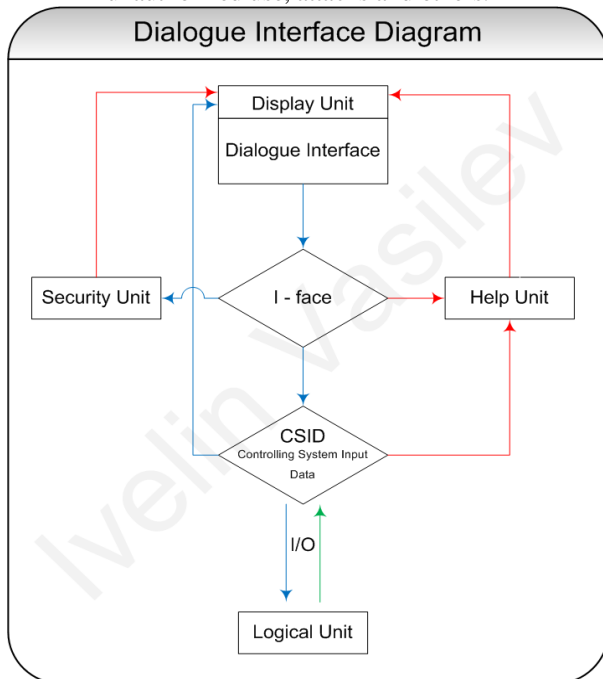 Dialogue Interface Diagram
Display Unit
Dialogue Interface
Security Unit
I - face
Help Unit
CSID
Controlling System Input
Data
I/O
Logical Unit
Ivelin Vasilev